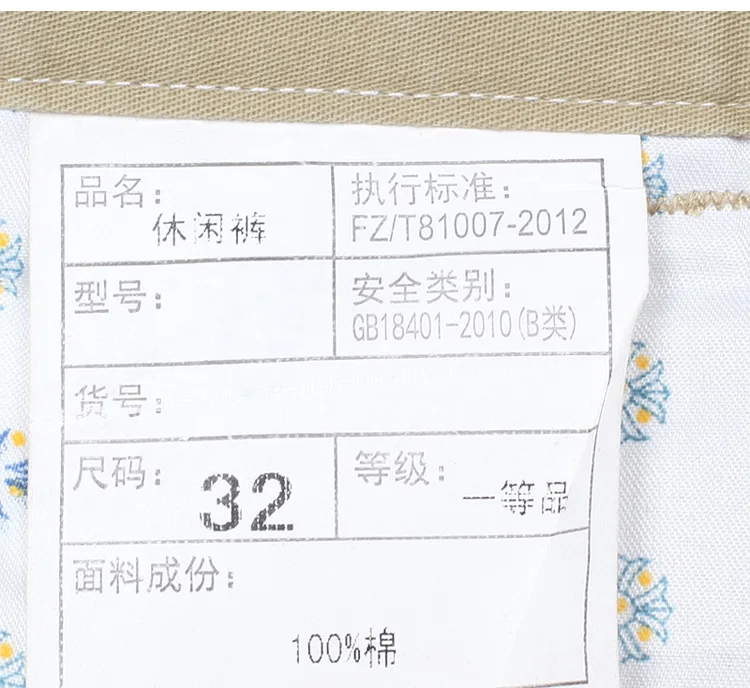 品名:
休闲裤
执行标准:
FZ/T81007-2012
型号:
安全类别:
GB18401-2010(B类)
货号:
尺码:
32
等级:
一等品
面料成份:
100%棉